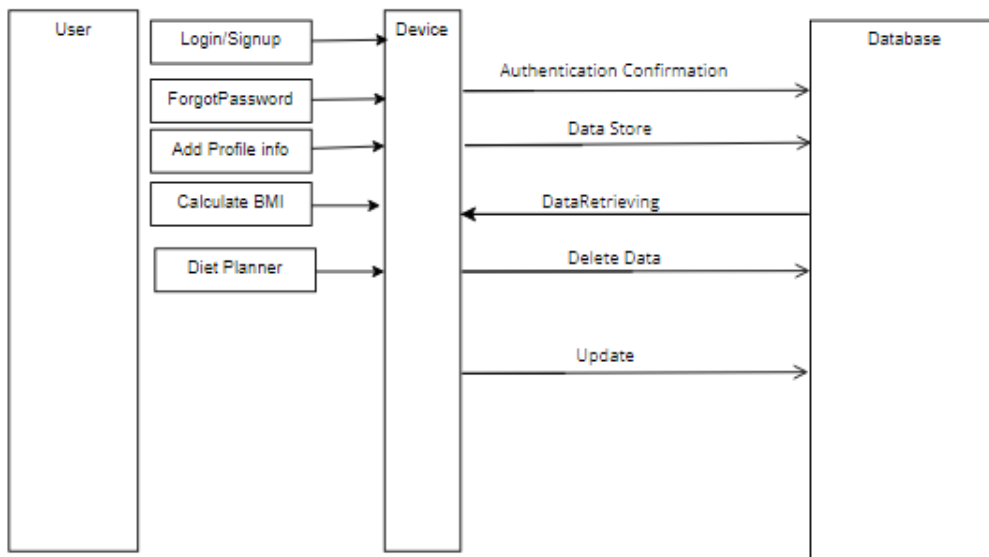 User
Login/Signup
Device
Database
Authentication Confirmation
ForgotPassword
Data Store
Add Profile info
Calculate BMI
DataRetrieving
Diet Planner
Delete Data
Update